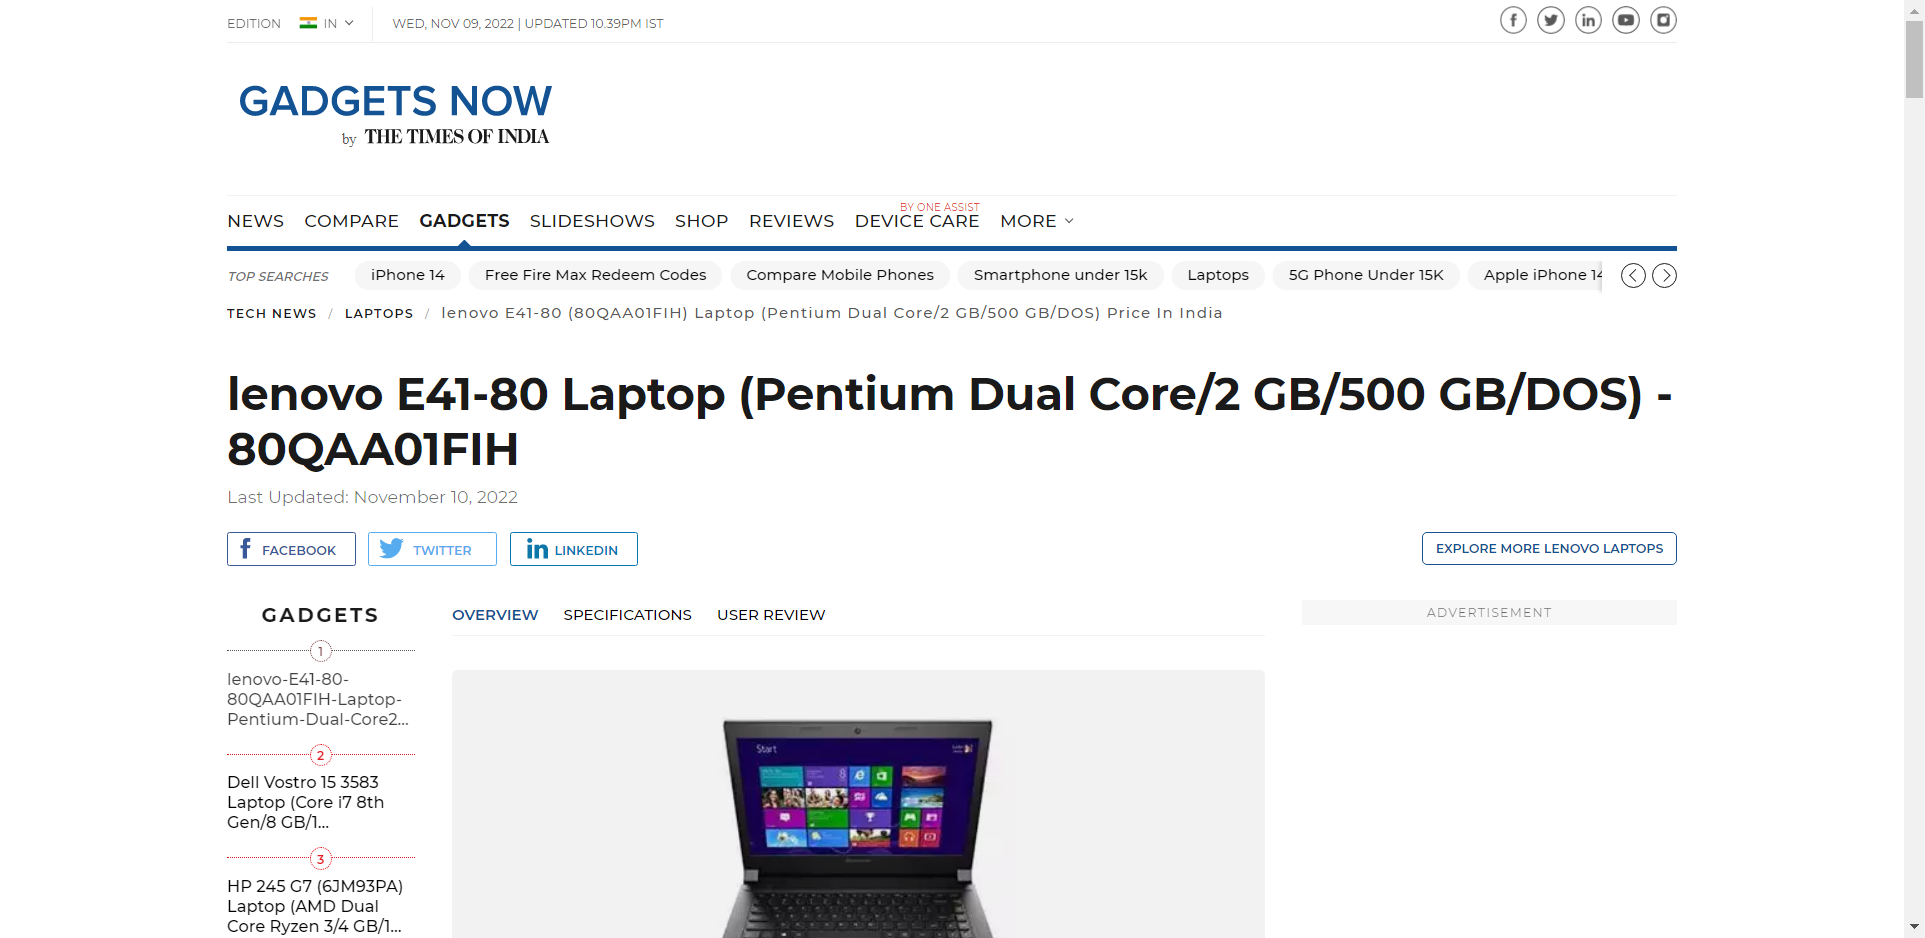 EDITION IN WED, NOV 09, 2022 | UPDATED 10.39PM IST
GADGETS NOW
by THE TIMES OF INDIA
BY ONE ASSIST
NEWS COMPARE GADGETS SLIDESHOWS SHOP REVIEWS DEVICE CARE MORE
TOP SEARCHES iPhone 14 Free Fire Max Redeem Codes Compare Mobile Phones Smartphone under 15k Laptops 5G Phone Under 15K Apple iPhone 14
TECH NEWS / LAPTOPS / lenovo E41-80 (80QAA01FIH) Laptop (Pentium Dual Core/2 GB/500 GB/DOS) Price In India
lenovo E41-80 Laptop (Pentium Dual Core/2 GB/500 GB/DOS) -
80QAA01FIH
Last Updated: November 10, 2022
FACEBOOK TWITTER LINKEDIN EXPLORE MORE LENOVO LAPTOPS
GADGETS
1
lenovo-E41-80-
80QAA01FIH-Laptop-
Pentium-Dual-Core2...
2
Dell Vostro 15 3583
Laptop (Core i7 8th
Gen/8 GB/1...
3
HP 245 G7 (6JM93PA)
Laptop (AMD Dual
Core Ryzen 3/4 GB/1...
OVERVIEW SPECIFICATIONS USER REVIEW
Start
ADVERTISEMENT